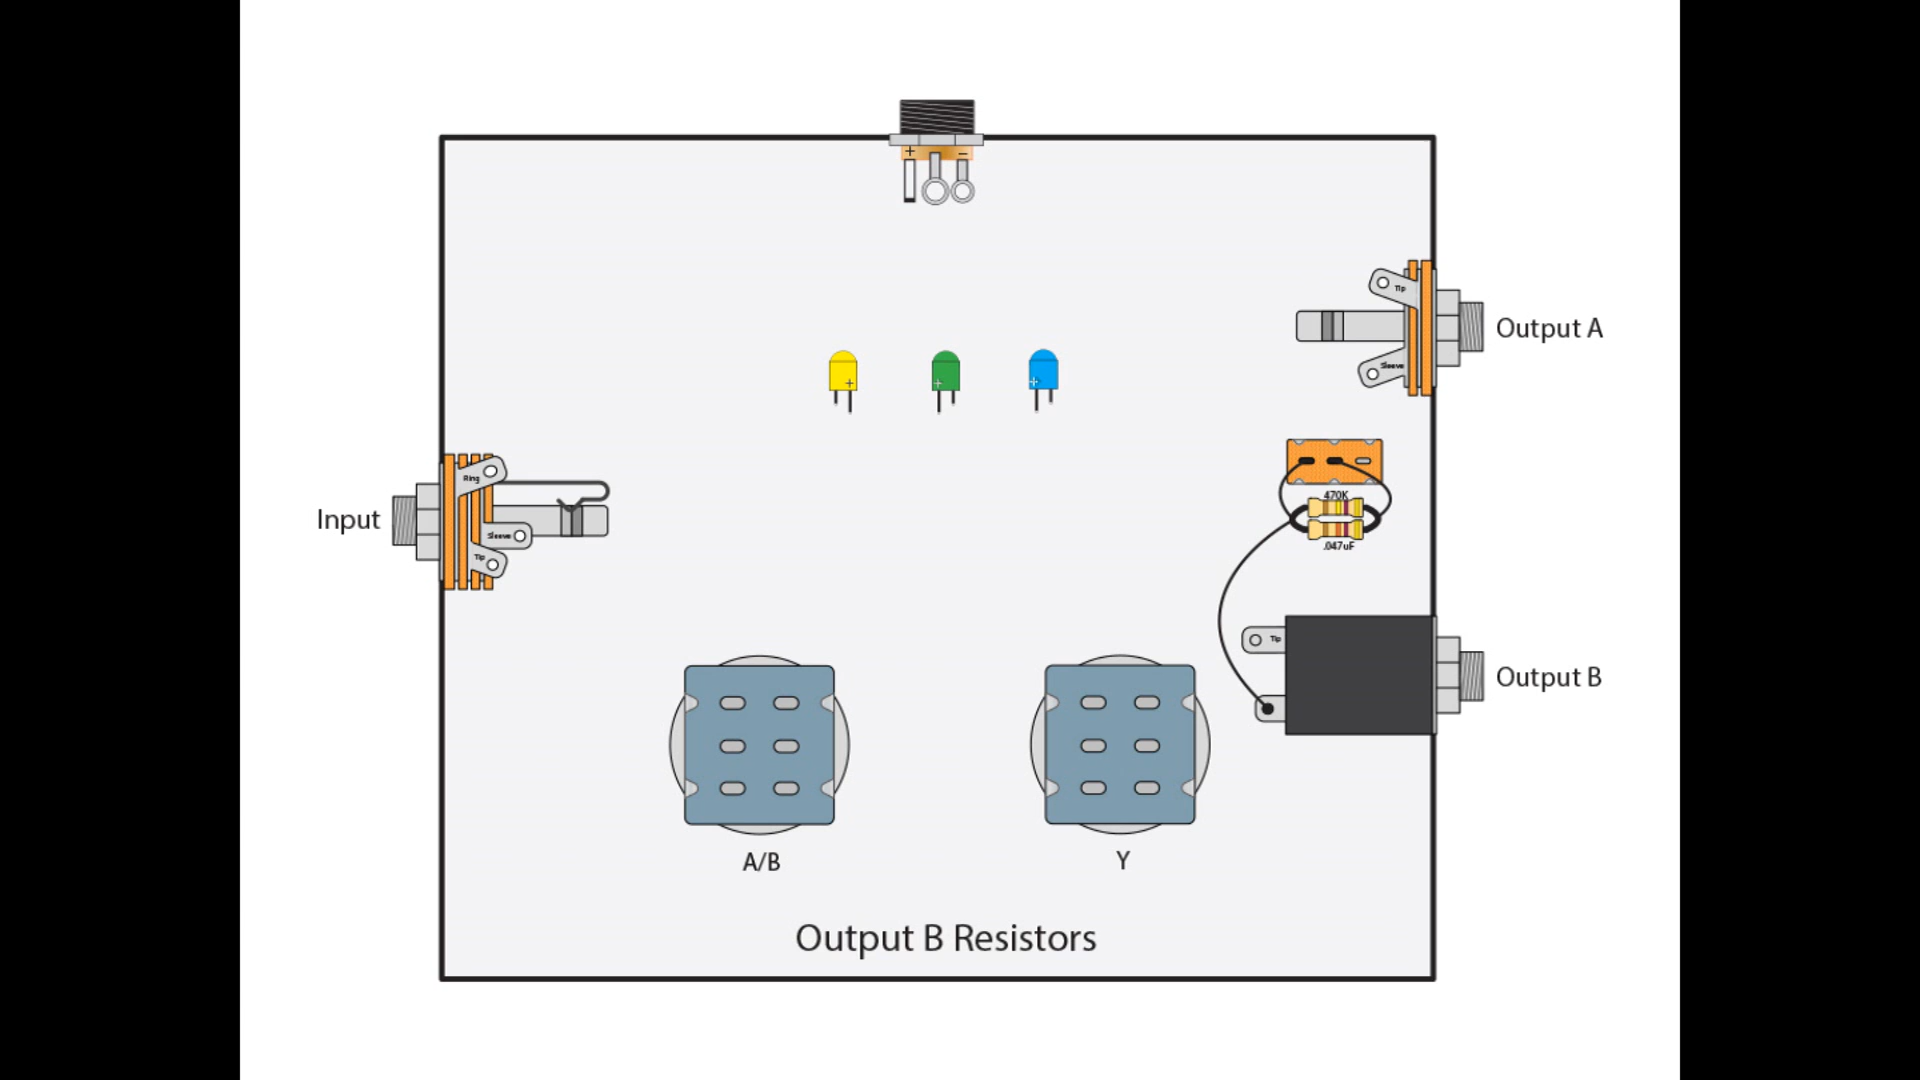 + −
Tip
Output A
Sleeve
+
+
+
Ring
470K
Input
Sleeve
.047uF
Tip
Tip
Output B
A/B
Y
Output B Resistors